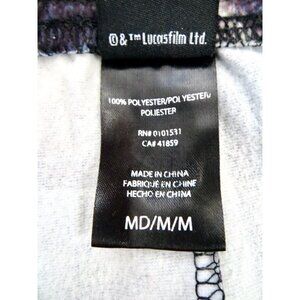 ©&™ Lucasfilm Ltd.
100% POLYESTER/POLYESTER/
POLIESTER
RN# 0101531
CA# 41859
MADE IN CHINA
FABRIQUÉ EN CHINE
HECHO EN CHINA
MD/M/M